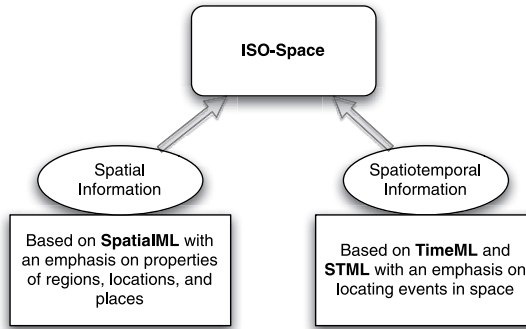 ISO-Space
Spatial
Information
Spatiotemporal
Information
Based on SpatialML with
an emphasis on properties
of regions, locations, and
places
Based on TimeML and
STML with an emphasis on
locating events in space